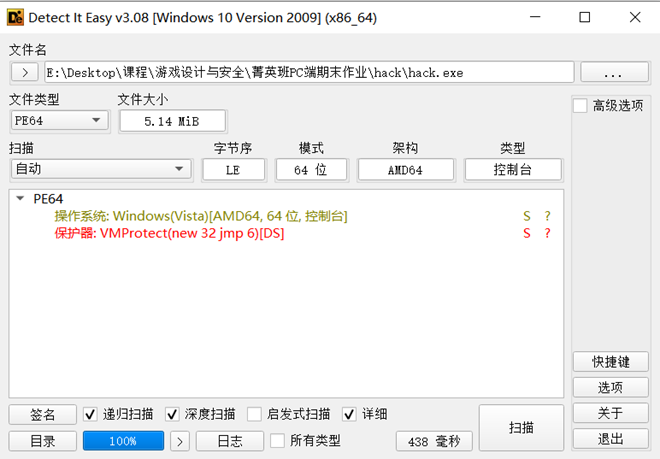 Detect It Easy v3.08 [Windows 10 Version 2009] (x86_64)
文件名
> E:\Desktop\课程\游戏设计与安全\菁英班PC端期末作业\hack\hack.exe ...
文件类型 文件大小
PE64 5.14 MiB
高级选项
扫描 字节序 模式 架构 类型
自动 LE 64 位 AMD64 控制台
PE64
操作系统: Windows(Vista)[AMD64, 64 位, 控制台] S ?
保护器: VMProtect(new 32 jmp 6)[DS] S ?
快捷键
选项
签名 递归扫描 深度扫描 启发式扫描 详细 扫描 关于
目录 100% > 日志 所有类型 438 毫秒 退出